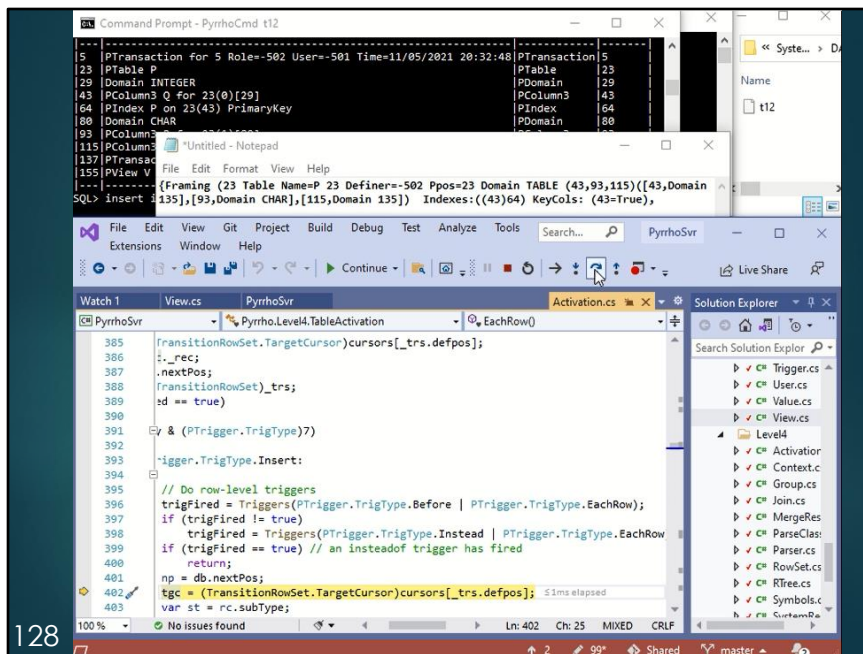 Command Prompt - PyrrhoCmd t12
|5 |PTransaction for 5 Role=-502 User=-501 Time=11/05/2021 20:32:48|PTransaction|5 |
|23 |PTable P |PTable |23 |
|29 |Domain INTEGER |PDomain |29 |
|43 |PColumn3 Q for 23(0)[29] |PColumn3 |43 |
|64 |PIndex P on 23(43) PrimaryKey |PIndex |64 |
|80 |Domain CHAR |PDomain |80 |
|93 |PColumn3
|115|PColumn
|137|PTransac
|155|PView V
SQL> insert i
« Syste... > DA
Name
t12
*Untitled - Notepad
File Edit Format View Help
{Framing (23 Table Name=P 23 Definer=-502 Ppos=23 Domain TABLE (43,93,115)([43,Domain
135],[93,Domain CHAR],[115,Domain 135]) Indexes:((43)64) KeyCols: (43=True),
File Edit View Git Project Build Debug Test Analyze Tools Search... PyrrhoSvr
Extensions Window Help
Continue Live Share
Watch 1 View.cs PyrrhoSvr Activation.cs Solution Explorer
PyrrhoSvr Pyrrho.Level4.TableActivation EachRow()
Search Solution Explor
385 TransitionRowSet.TargetCursor)cursors[_trs.defpos];
386 ._rec;
387 .nextPos;
388 TransitionRowSet)_trs;
389 ed == true)
390
391 y & (PTrigger.TrigType)7)
392
393 rigger.TrigType.Insert:
394
395 // Do row-level triggers
396 trigFired = Triggers(PTrigger.TrigType.Before | PTrigger.TrigType.EachRow);
397 if (trigFired != true)
398 trigFired = Triggers(PTrigger.TrigType.Instead | PTrigger.TrigType.EachRow
399 if (trigFired == true) // an insteadof trigger has fired
400 return;
401 np = db.nextPos;
402 tgc = (TransitionRowSet.TargetCursor)cursors[_trs.defpos]; ≤1ms elapsed
403 var st = rc.subType;
Trigger.cs
User.cs
Value.cs
View.cs
Level4
Activation
Context.c
Group.cs
Join.cs
MergeRes
ParseClas
Parser.cs
RowSet.cs
RTree.cs
Symbols.c
SystemRe
100 % No issues found Ln: 402 Ch: 25 MIXED CRLF
2 99* Shared master 2
128